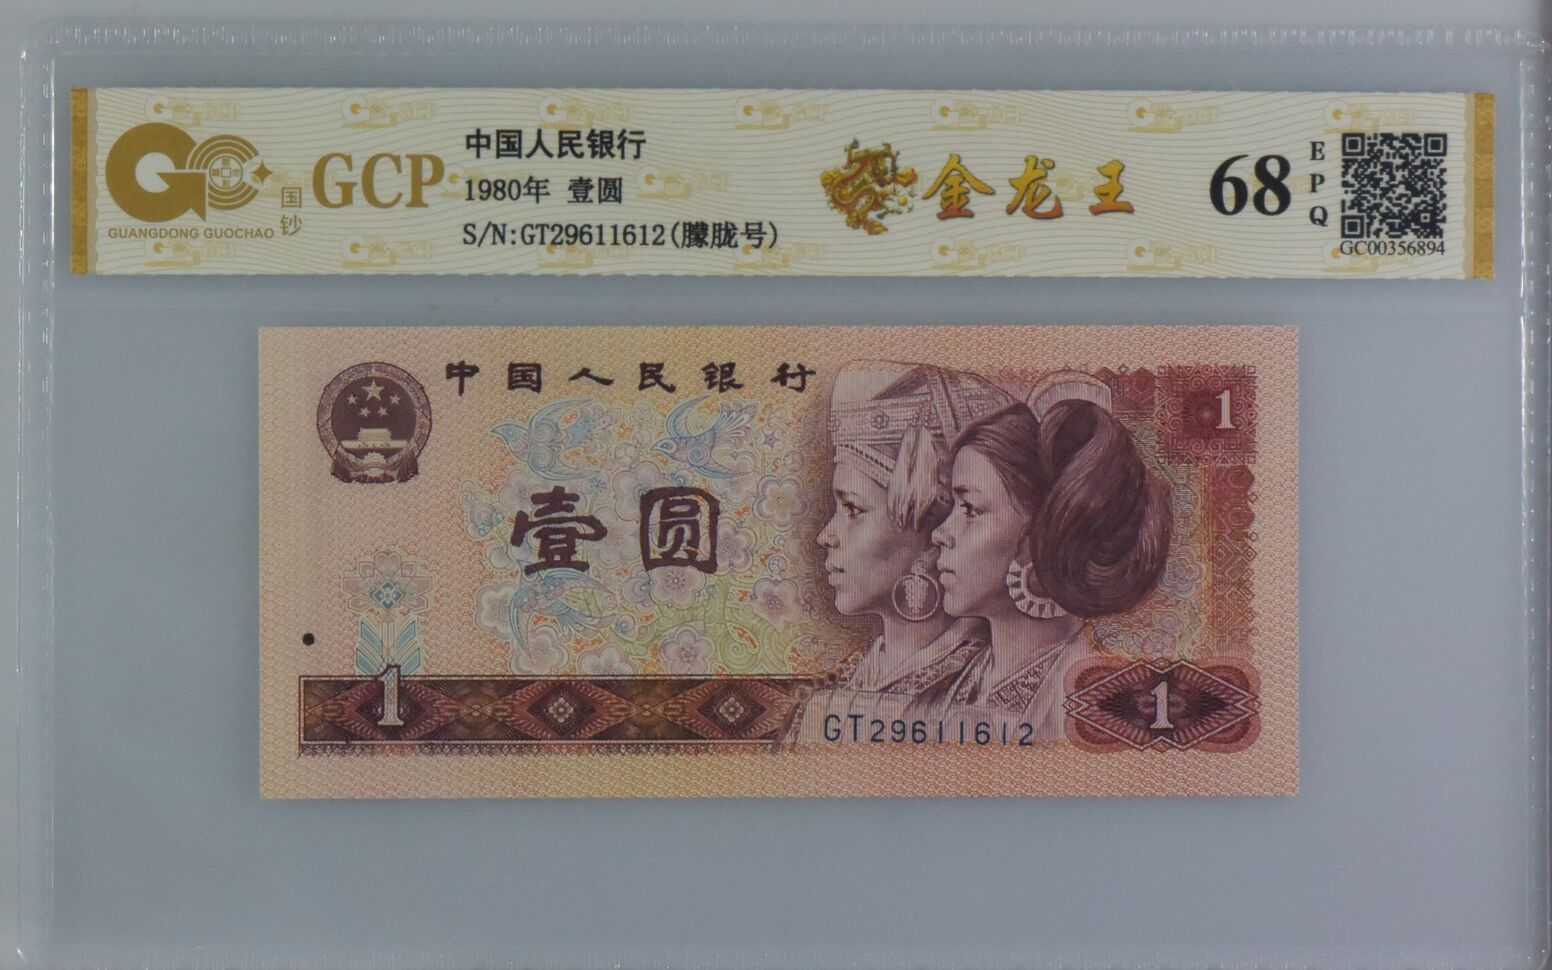 GCP
国钞
GUANGDONG GUOCHAO
中国人民银行
1980年 壹圆
S/N:GT29611612(朦胧号)
金龙王
68
EPQ
GC00356894
中国人民银行
1
壹圆
1
GT29611612
1